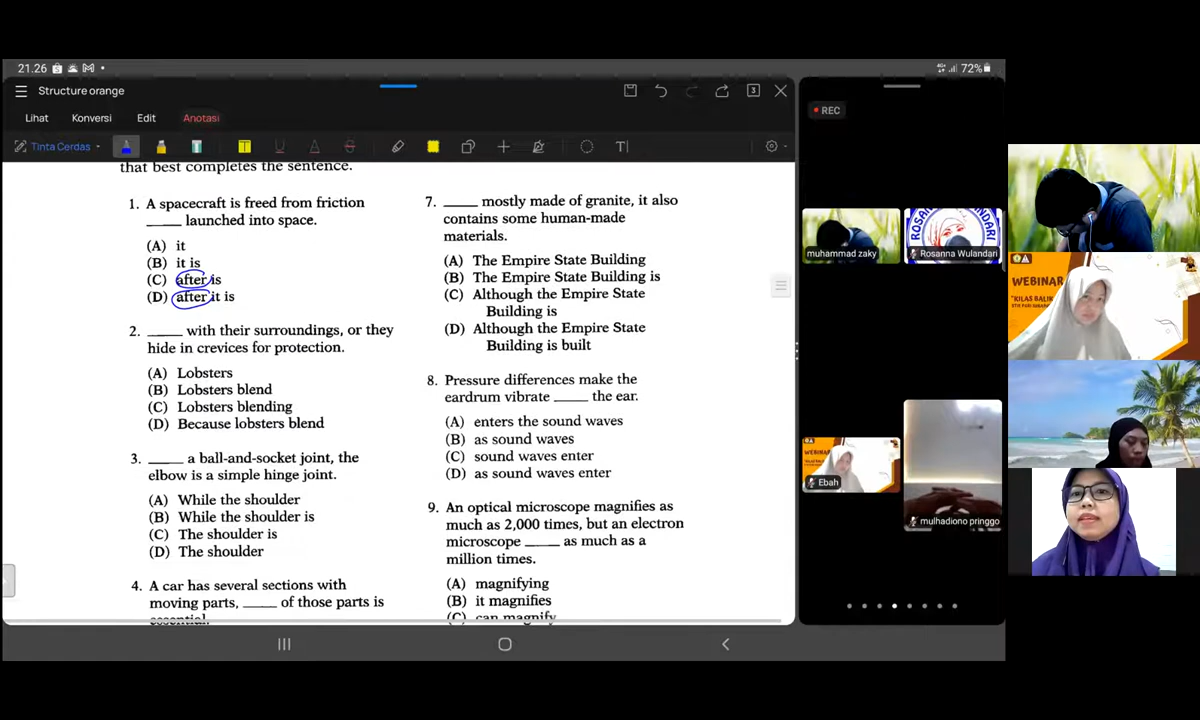 21.26
72%
Structure orange
3
Lihat
Konversi
Edit
Anotasi
Tinta Cerdas
that best completes the sentence.
1. A spacecraft is freed from friction
_____ launched into space.
(A) it
(B) it is
(C) after is
(D) after it is
2. _____ with their surroundings, or they
hide in crevices for protection.
(A) Lobsters
(B) Lobsters blend
(C) Lobsters blending
(D) Because lobsters blend
3. _____ a ball-and-socket joint, the
elbow is a simple hinge joint.
(A) While the shoulder
(B) While the shoulder is
(C) The shoulder is
(D) The shoulder
4. A car has several sections with
moving parts, _____ of those parts is
essential.
7. _____ mostly made of granite, it also
contains some human-made
materials.
(A) The Empire State Building
(B) The Empire State Building is
(C) Although the Empire State
Building is
(D) Although the Empire State
Building is built
8. Pressure differences make the
eardrum vibrate _____ the ear.
(A) enters the sound waves
(B) as sound waves
(C) sound waves enter
(D) as sound waves enter
9. An optical microscope magnifies as
much as 2,000 times, but an electron
microscope _____ as much as a
million times.
(A) magnifying
(B) it magnifies
(C) can magnify
REC
muhammad zaky
Rosanna Wulandari
Ebah
mulhadiono pringgo
WEBINAR
"KILAS BALIK